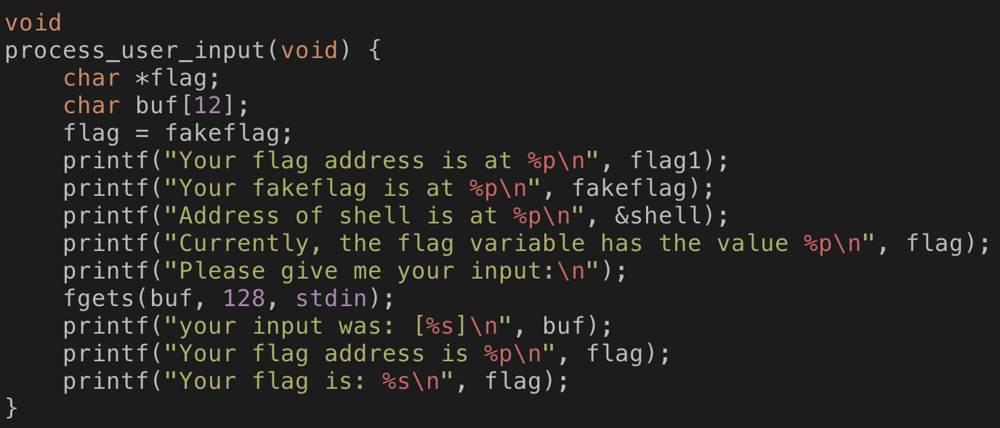 void
process_user_input(void) {
    char *flag;
    char buf[12];
    flag = fakeflag;
    printf("Your flag address is at %p\n", flag1);
    printf("Your fakeflag is at %p\n", fakeflag);
    printf("Address of shell is at %p\n", &shell);
    printf("Currently, the flag variable has the value %p\n", flag);
    printf("Please give me your input:\n");
    fgets(buf, 128, stdin);
    printf("your input was: [%s]\n", buf);
    printf("Your flag address is %p\n", flag);
    printf("Your flag is: %s\n", flag);
}